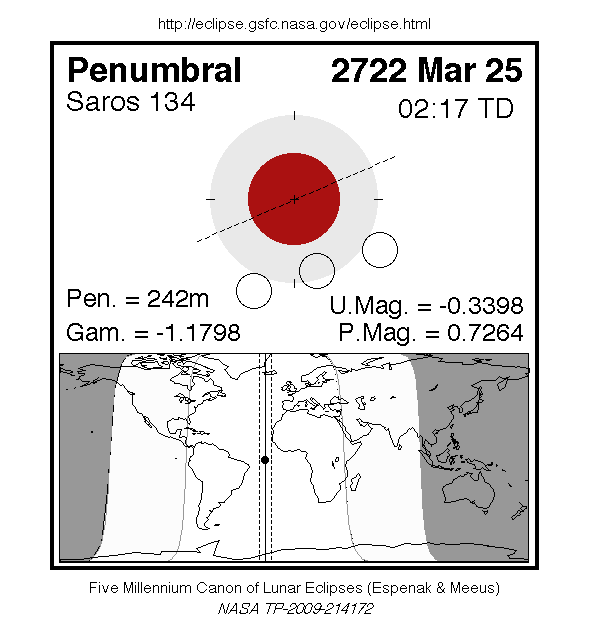 http://eclipse.gsfc.nasa.gov/eclipse.html
Penumbral 2722 Mar 25
Saros 134 02:17 TD
Pen. = 242m U.Mag. = -0.3398
Gam. = -1.1798 P.Mag. = 0.7264
Five Millennium Canon of Lunar Eclipses (Espenak & Meeus)
NASA TP-2009-214172